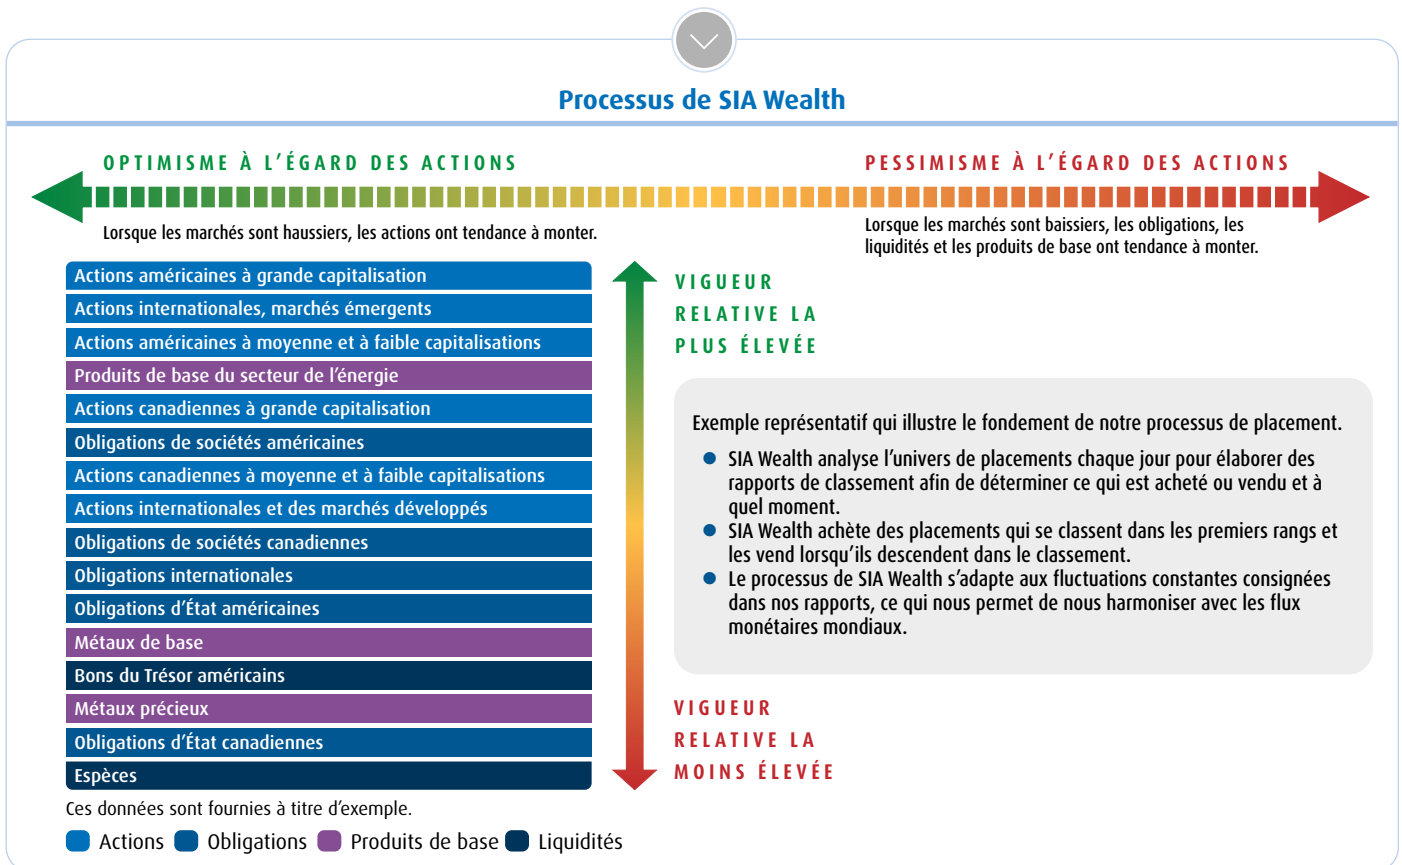 Processus de SIA Wealth
OPTIMISME À L’ÉGARD DES ACTIONS
PESSIMISME À L’ÉGARD DES ACTIONS
Lorsque les marchés sont haussiers, les actions ont tendance à monter.
Lorsque les marchés sont baissiers, les obligations, les
liquidités et les produits de base ont tendance à monter.
Actions américaines à grande capitalisation
Actions internationales, marchés émergents
Actions américaines à moyenne et à faible capitalisations
Produits de base du secteur de l’énergie
Actions canadiennes à grande capitalisation
Obligations de sociétés américaines
Actions canadiennes à moyenne et à faible capitalisations
Actions internationales et des marchés développés
Obligations de sociétés canadiennes
Obligations internationales
Obligations d’État américaines
Métaux de base
Bons du Trésor américains
Métaux précieux
Obligations d’État canadiennes
Espèces
VIGUEUR
RELATIVE LA
PLUS ÉLEVÉE
Exemple représentatif qui illustre le fondement de notre processus de placement.
● SIA Wealth analyse l’univers de placements chaque jour pour élaborer des
rapports de classement afin de déterminer ce qui est acheté ou vendu et à
quel moment.
● SIA Wealth achète des placements qui se classent dans les premiers rangs et
les vend lorsqu’ils descendent dans le classement.
● Le processus de SIA Wealth s’adapte aux fluctuations constantes consignées
dans nos rapports, ce qui nous permet de nous harmoniser avec les flux
monétaires mondiaux.
VIGUEUR
RELATIVE LA
MOINS ÉLEVÉE
Ces données sont fournies à titre d’exemple.
Actions Obligations Produits de base Liquidités